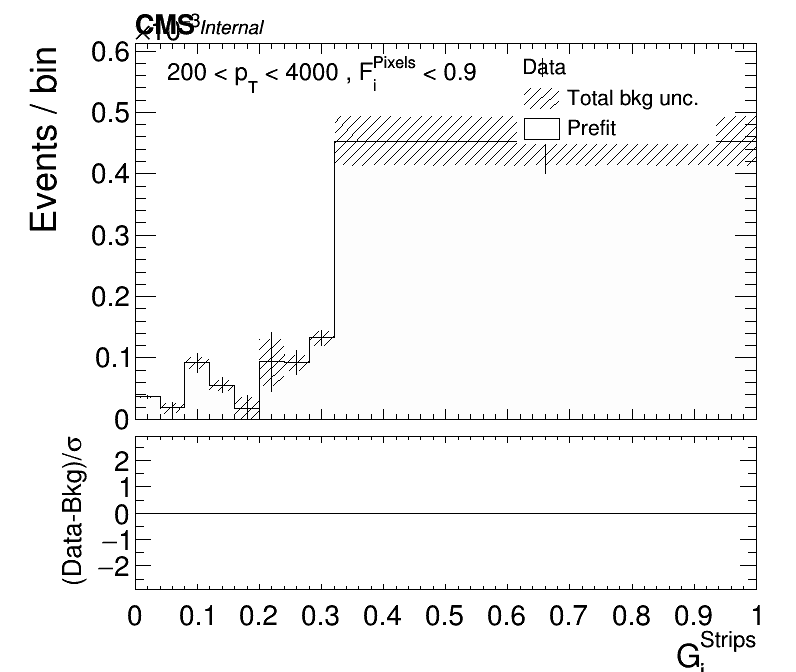 CMS Internal
×10³
200 < p_T < 4000 , F_i^Pixels < 0.9
Data
Total bkg unc.
Prefit
Events / bin
0.6
0.5
0.4
0.3
0.2
0.1
0
(Data-Bkg)/σ
2
1
0
−1
−2
0 0.1 0.2 0.3 0.4 0.5 0.6 0.7 0.8 0.9 1
G_i^Strips